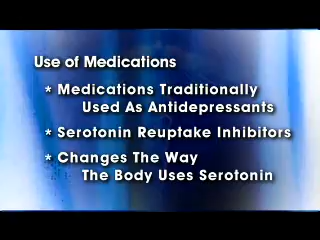 Use of Medications
* Medications Traditionally
Used As Antidepressants
* Serotonin Reuptake Inhibitors
* Changes The Way
The Body Uses Serotonin